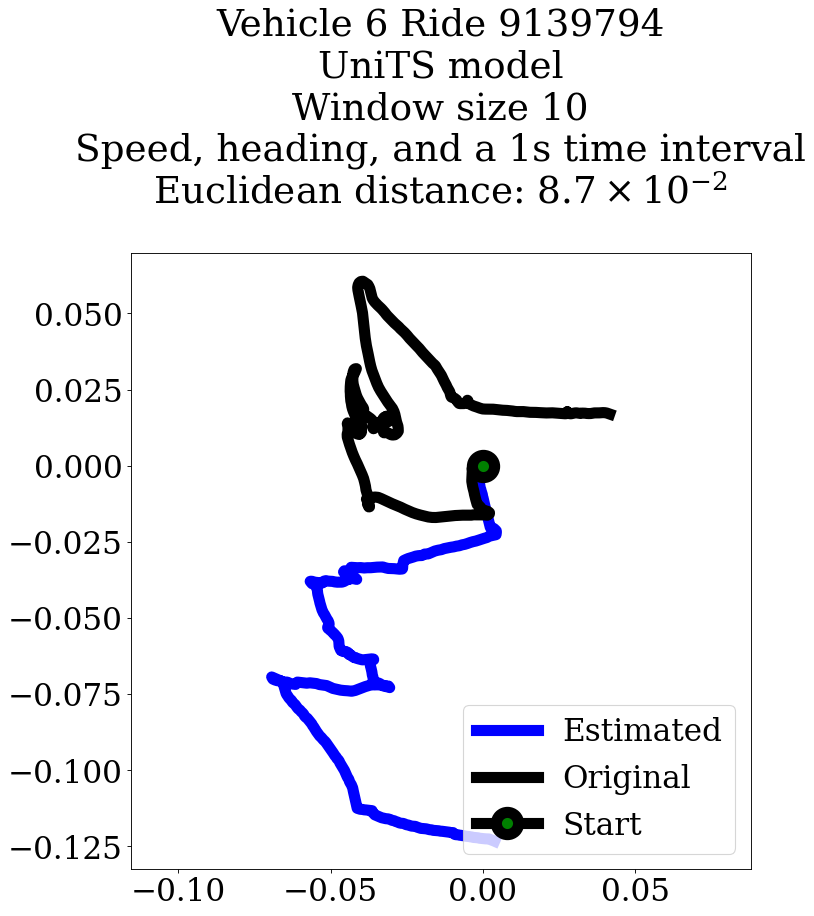 Vehicle 6 Ride 9139794
UniTS model
Window size 10
Speed, heading, and a 1s time interval
Euclidean distance: 8.7 × 10⁻²
0.050
0.025
0.000
−0.025
−0.050
−0.075
−0.100
−0.125
−0.10
−0.05
0.00
0.05
Estimated
Original
Start